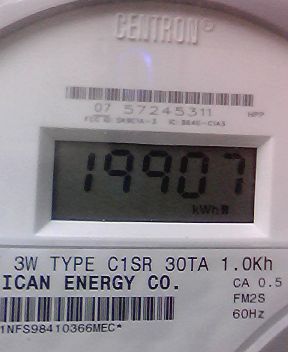 CENTRON®
07 57245311 HPP
19907
kWh
3W TYPE C1SR 30TA 1.0Kh
ICAN ENERGY CO. CA 0.5
FM2S
60Hz
1NFS98410366MEC*